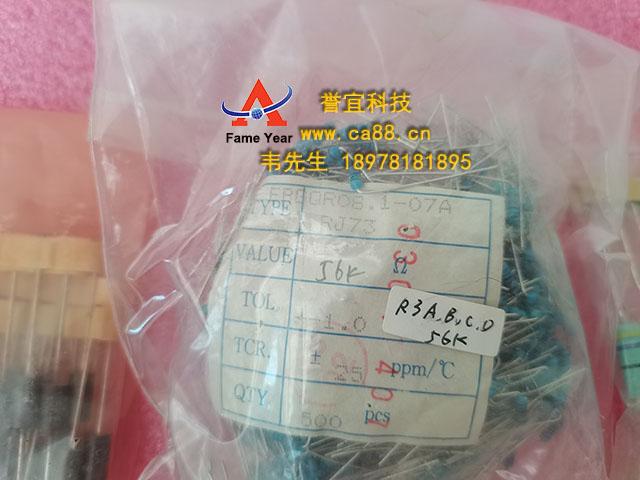 誉宜科技
Fame Year
www.ca88.cn
韦先生 18978181895
TYPE
RJ73
VALUE 56K Ω
TOL 1.0
TCR. ± 25 ppm/℃
QTY 500 pcs
R3A,B,C,D
56K